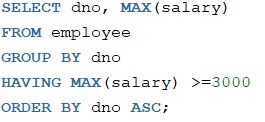 SELECT dno, MAX(salary)
FROM employee
GROUP BY dno
HAVING MAX(salary) >=3000
ORDER BY dno ASC;